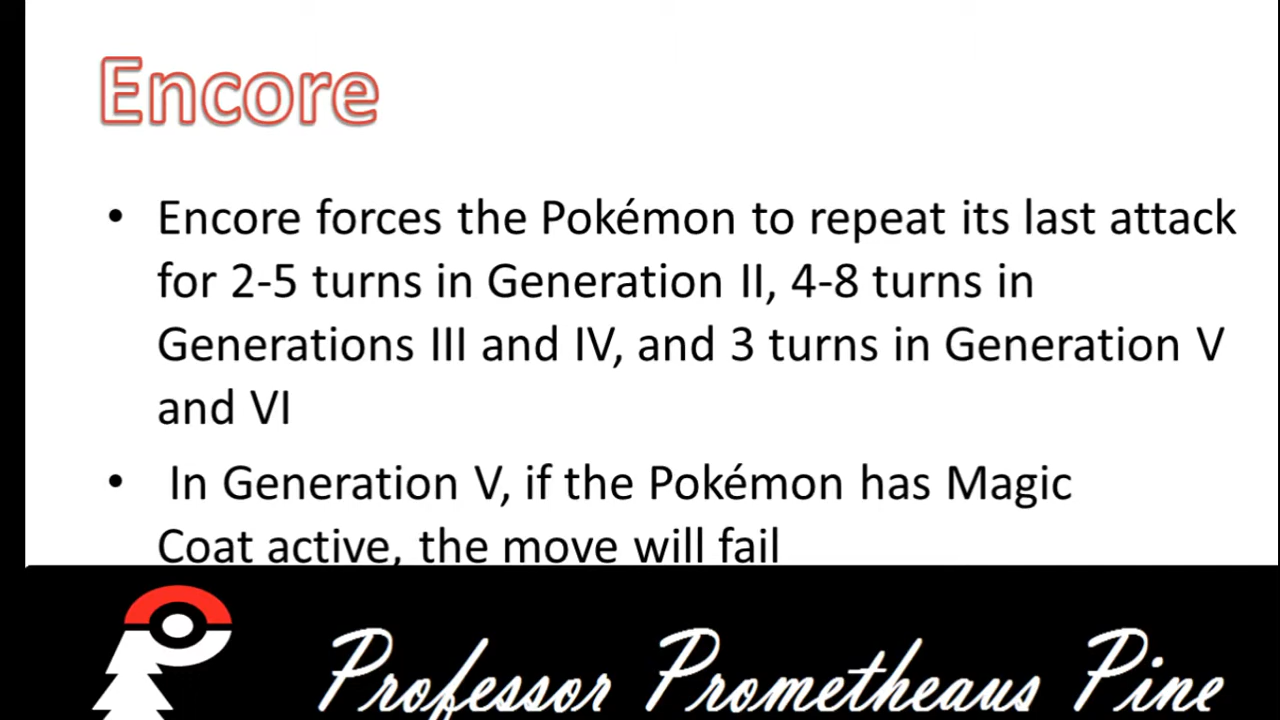 Encore
• Encore forces the Pokémon to repeat its last attack
for 2-5 turns in Generation II, 4-8 turns in
Generations III and IV, and 3 turns in Generation V
and VI
• In Generation V, if the Pokémon has Magic
Coat active, the move will fail
Professor Prometheaus Pine